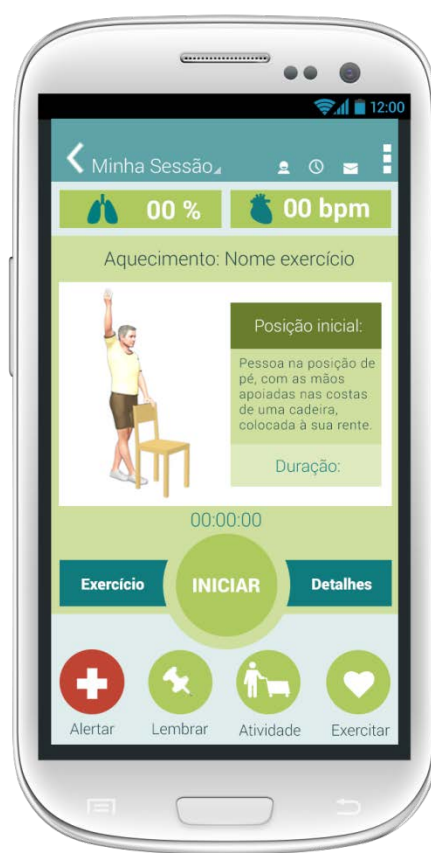 12:00
Minha Sessão
00 %
00 bpm
Aquecimento: Nome exercício
Posição inicial:
Pessoa na posição de
pé, com as mãos
apoiadas nas costas
de uma cadeira,
colocada à sua rente.
Duração:
00:00:00
Exercício
INICIAR
Detalhes
Alertar
Lembrar
Atividade
Exercitar